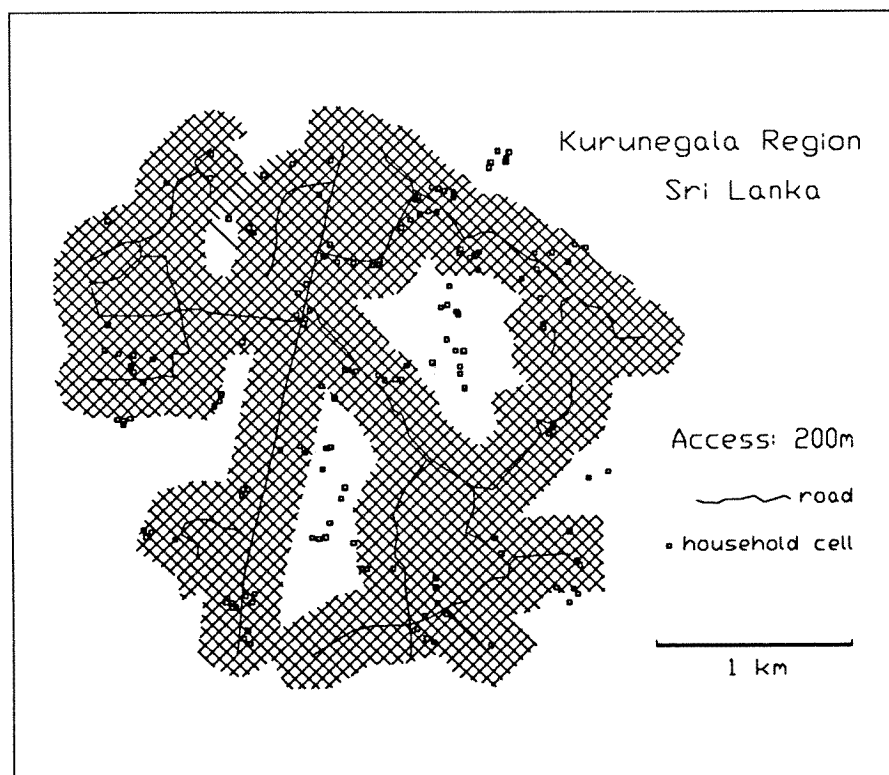 Kurunegala Region
Sri Lanka
Access: 200m
road
household cell
1 km